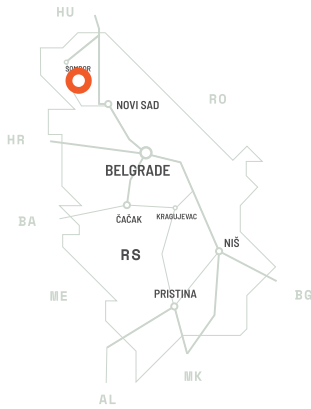 HU
SOMBOR
RO
NOVI SAD
HR
BELGRADE
BA
ČAČAK
KRAGUJEVAC
NIŠ
RS
ME
PRISTINA
BG
MK
AL